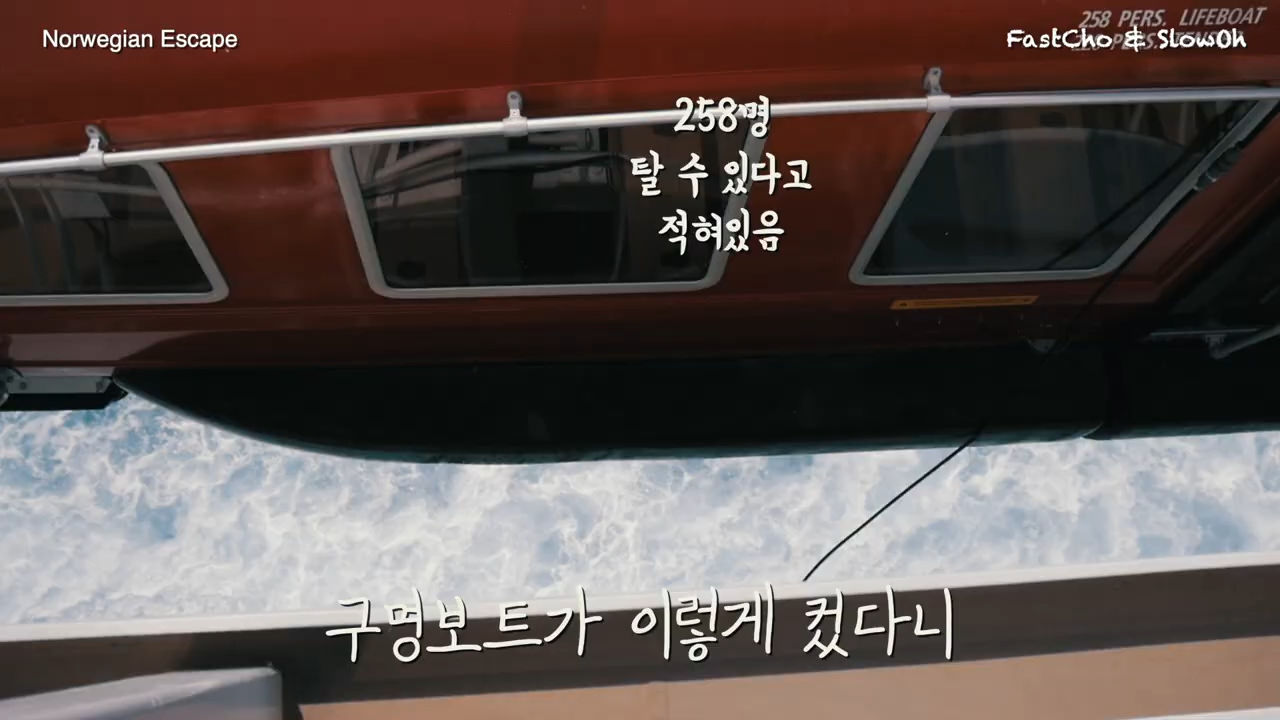 Norwegian Escape
258 PERS. LIFEBOAT
FastCho & SlowOh
PERS.
258명
탈 수 있다고
적혀있음
구명보트가 이렇게 컸다니